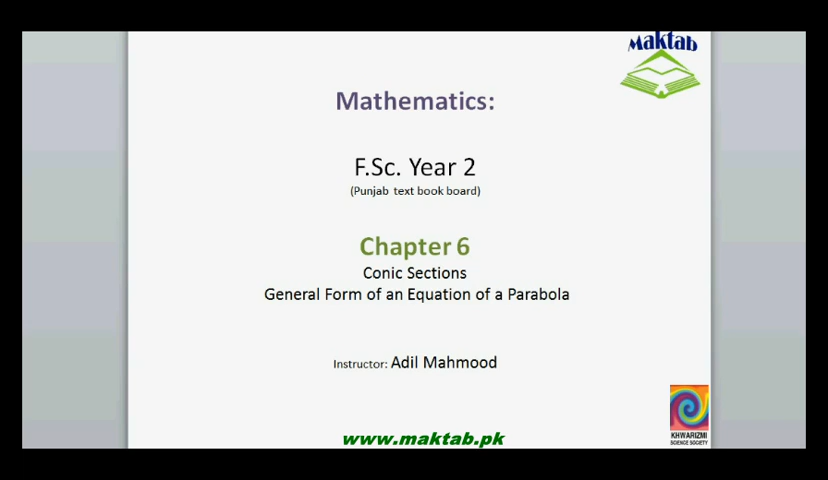 Maktab
Mathematics:
F.Sc. Year 2
(Punjab text book board)
Chapter 6
Conic Sections
General Form of an Equation of a Parabola
Instructor: Adil Mahmood
www.maktab.pk
KHWARIZMI
SCIENCE SOCIETY